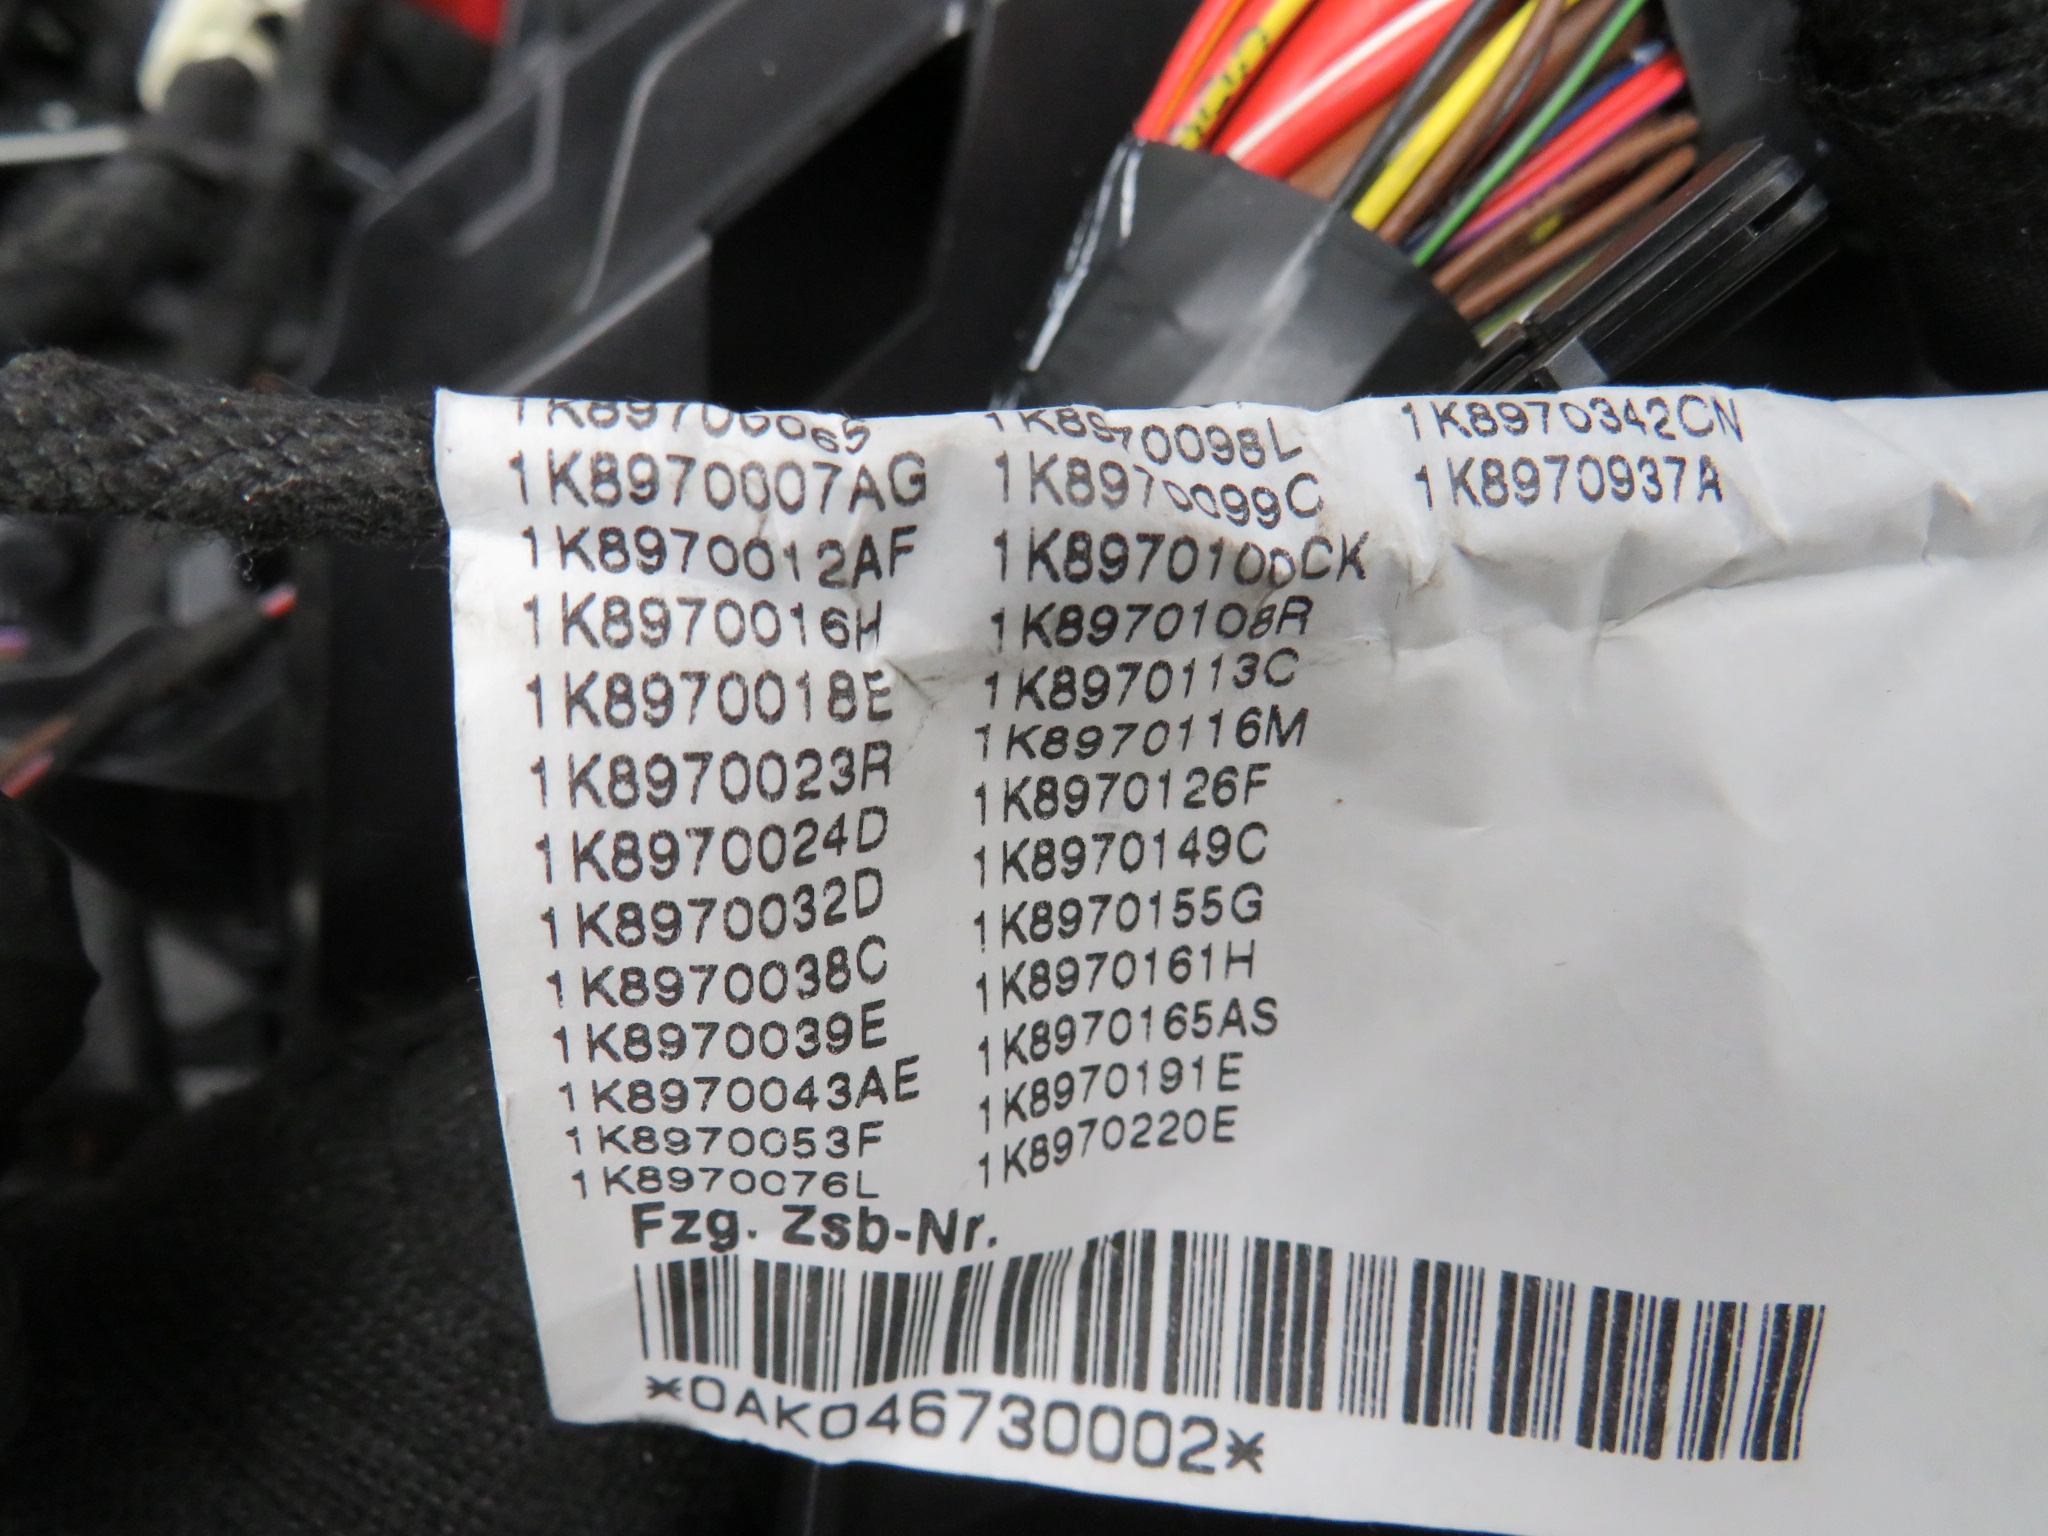 1K8970098L
1K8970342CN
1K8970007AG
1K8970099C
1K8970937A
1K8970012AF
1K8970100CK
1K8970016H
1K8970108R
1K8970018E
1K8970113C
1K8970023R
1K8970116M
1K8970024D
1K8970126F
1K8970032D
1K8970149C
1K8970038C
1K8970155G
1K8970039E
1K8970161H
1K8970043AE
1K8970165AS
1K8970053F
1K8970191E
1K8970076L
1K8970220E
Fzg. Zsb-Nr.
*0AK046730002*